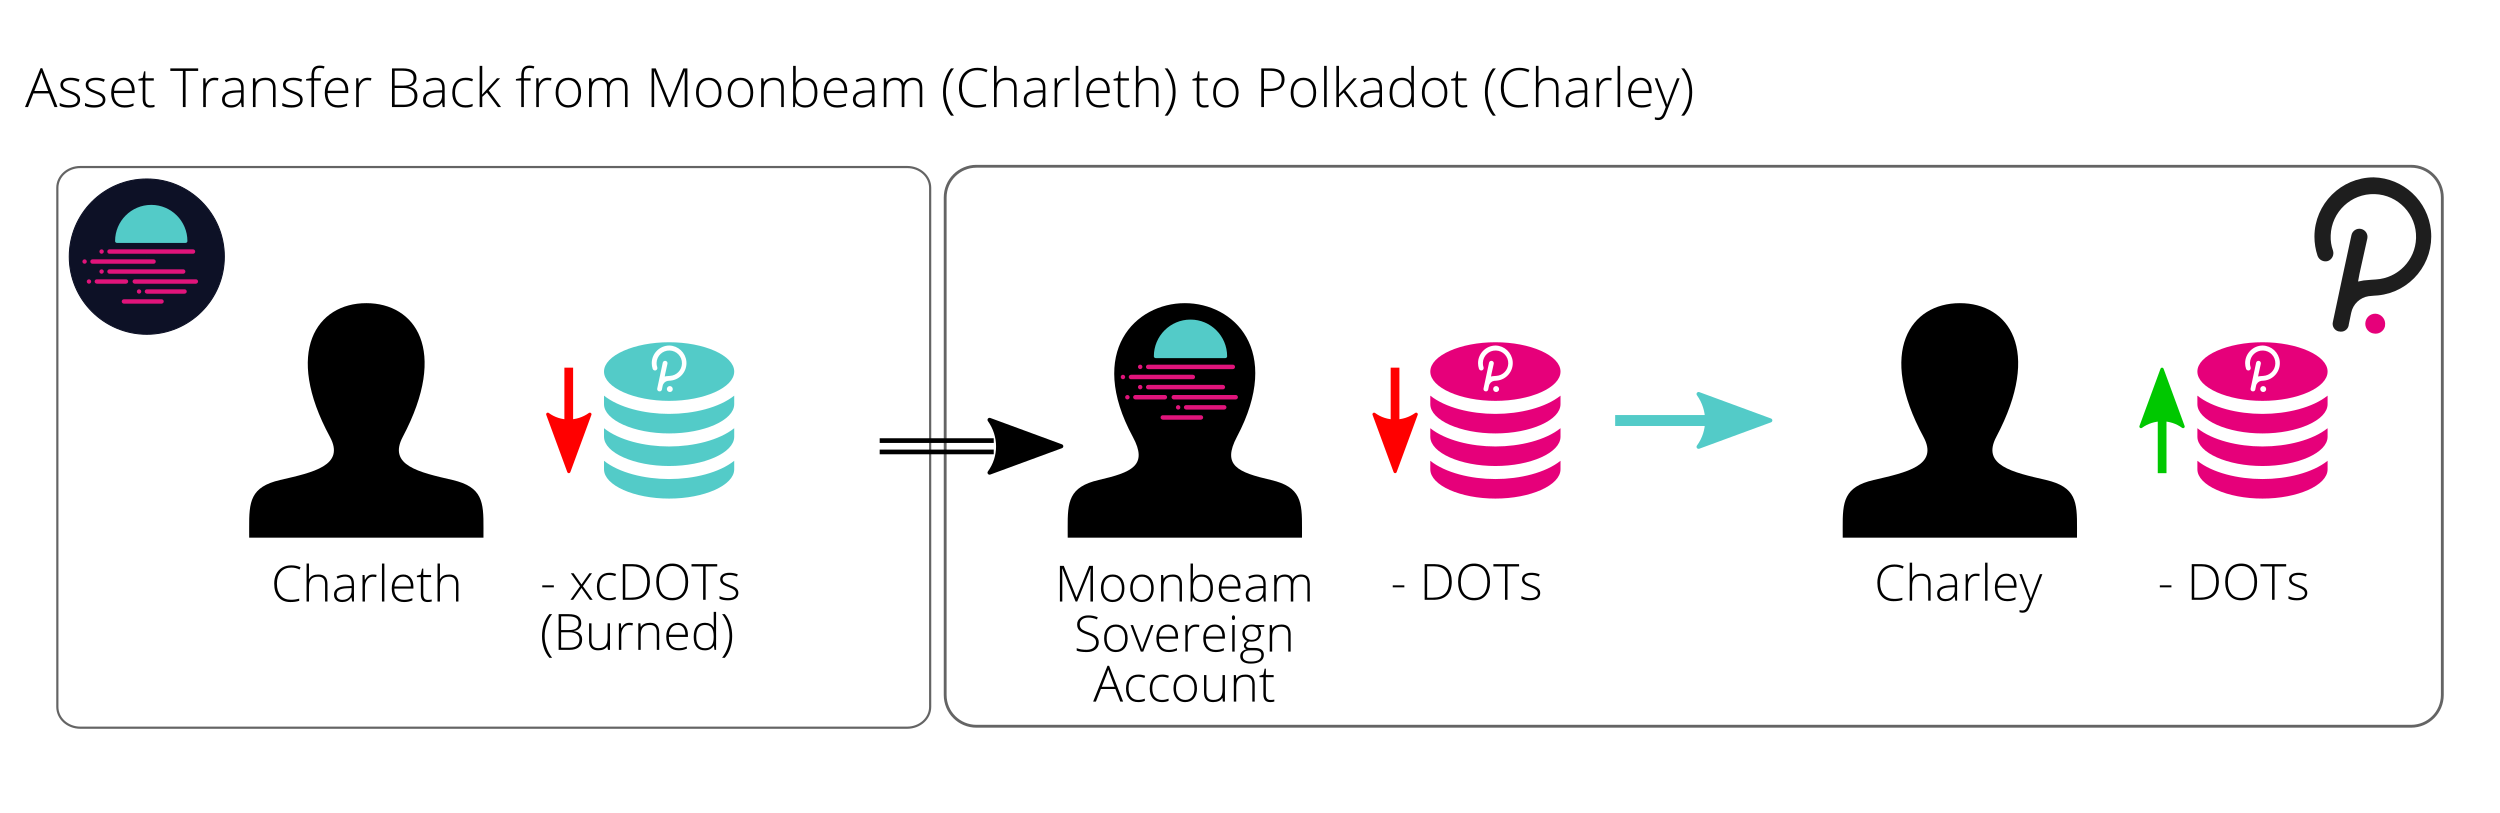 Asset Transfer Back from Moonbeam (Charleth) to Polkadot (Charley)
Charleth
- xcDOTs
(Burned)
Moonbeam
Sovereign
Account
- DOTs
Charley
- DOTs